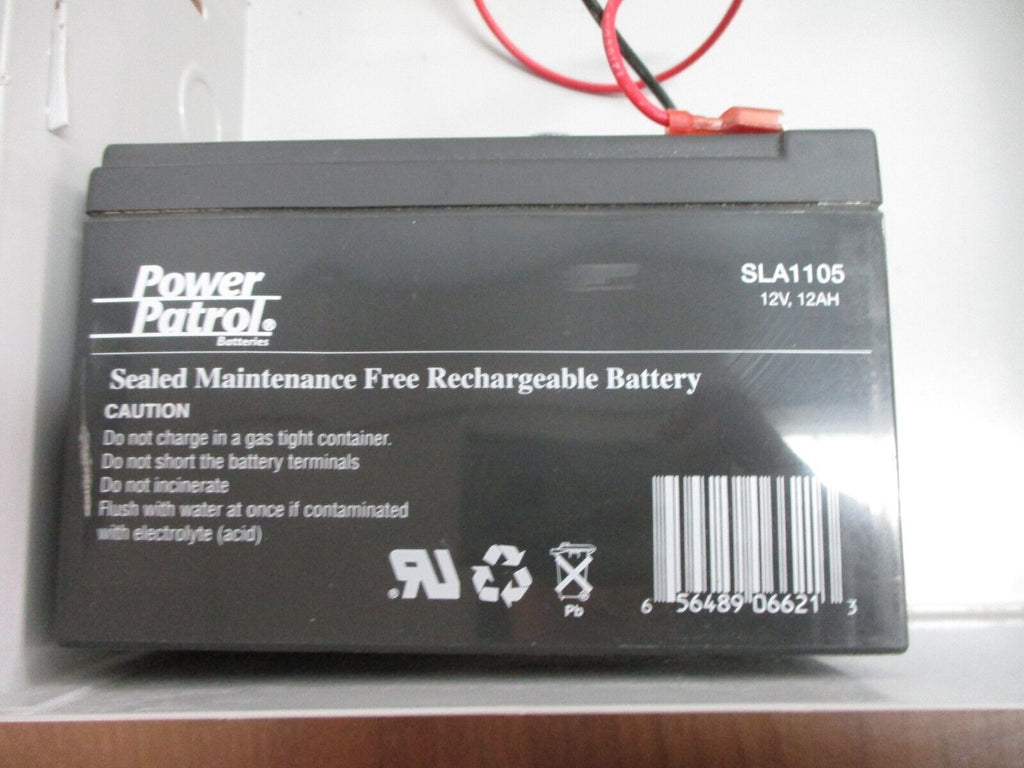 Power
Patrol®
Batteries
SLA1105
12V, 12AH
Sealed Maintenance Free Rechargeable Battery
CAUTION
Do not charge in a gas tight container.
Do not short the battery terminals
Do not incinerate
Flush with water at once if contaminated
with electrolyte (acid)
Pb
6 56489 06621 3